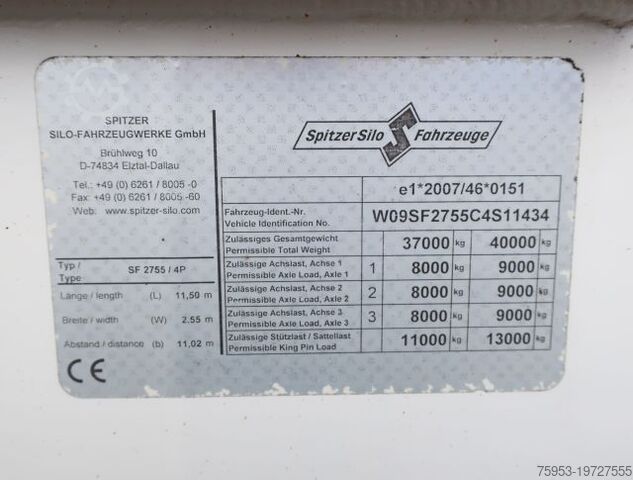 SPITZER
SILO-FAHRZEUGWERKE GmbH
Brühlweg 10
D-74834 Elztal-Dallau
Tel.: +49 (0) 6261 / 8005 -0
Fax: +49 (0) 6261 / 8005 -60
Web: www.spitzer-silo.com
Typ /
Type SF 2755 / 4P
Länge / length (L) 11,50 m
Breite / width (W) 2.55 m
Abstand / distance (b) 11,02 m
CE
SpitzerSilo S Fahrzeuge
e1*2007/46*0151
Fahrzeug-Ident.-Nr.
Vehicle Identification No. W09SF2755C4S11434
Zulässiges Gesamtgewicht
Permissible Total Weight 37000 kg 40000 kg
Zulässige Achslast, Achse 1
Permissible Axle Load, Axle 1 1 8000 kg 9000 kg
Zulässige Achslast, Achse 2
Permissible Axle Load, Axle 2 2 8000 kg 9000 kg
Zulässige Achslast, Achse 3
Permissible Axle Load, Axle 3 3 8000 kg 9000 kg
Zulässige Stützlast / Sattellast
Permissible King Pin Load 11000 kg 13000 kg
75953-19727555